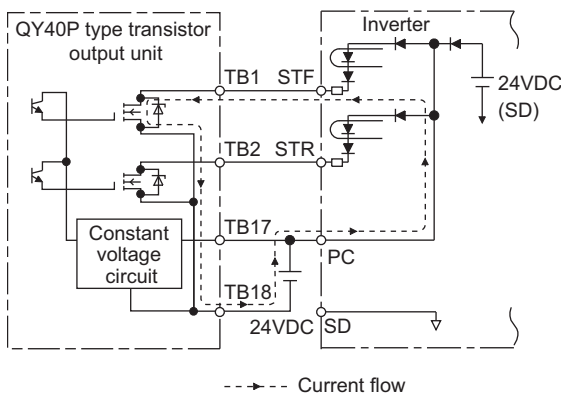 QY40P type transistor
output unit
Inverter
TB1 STF
24VDC
(SD)
TB2 STR
TB17
Constant
voltage
circuit
PC
TB18
24VDC SD
Current flow